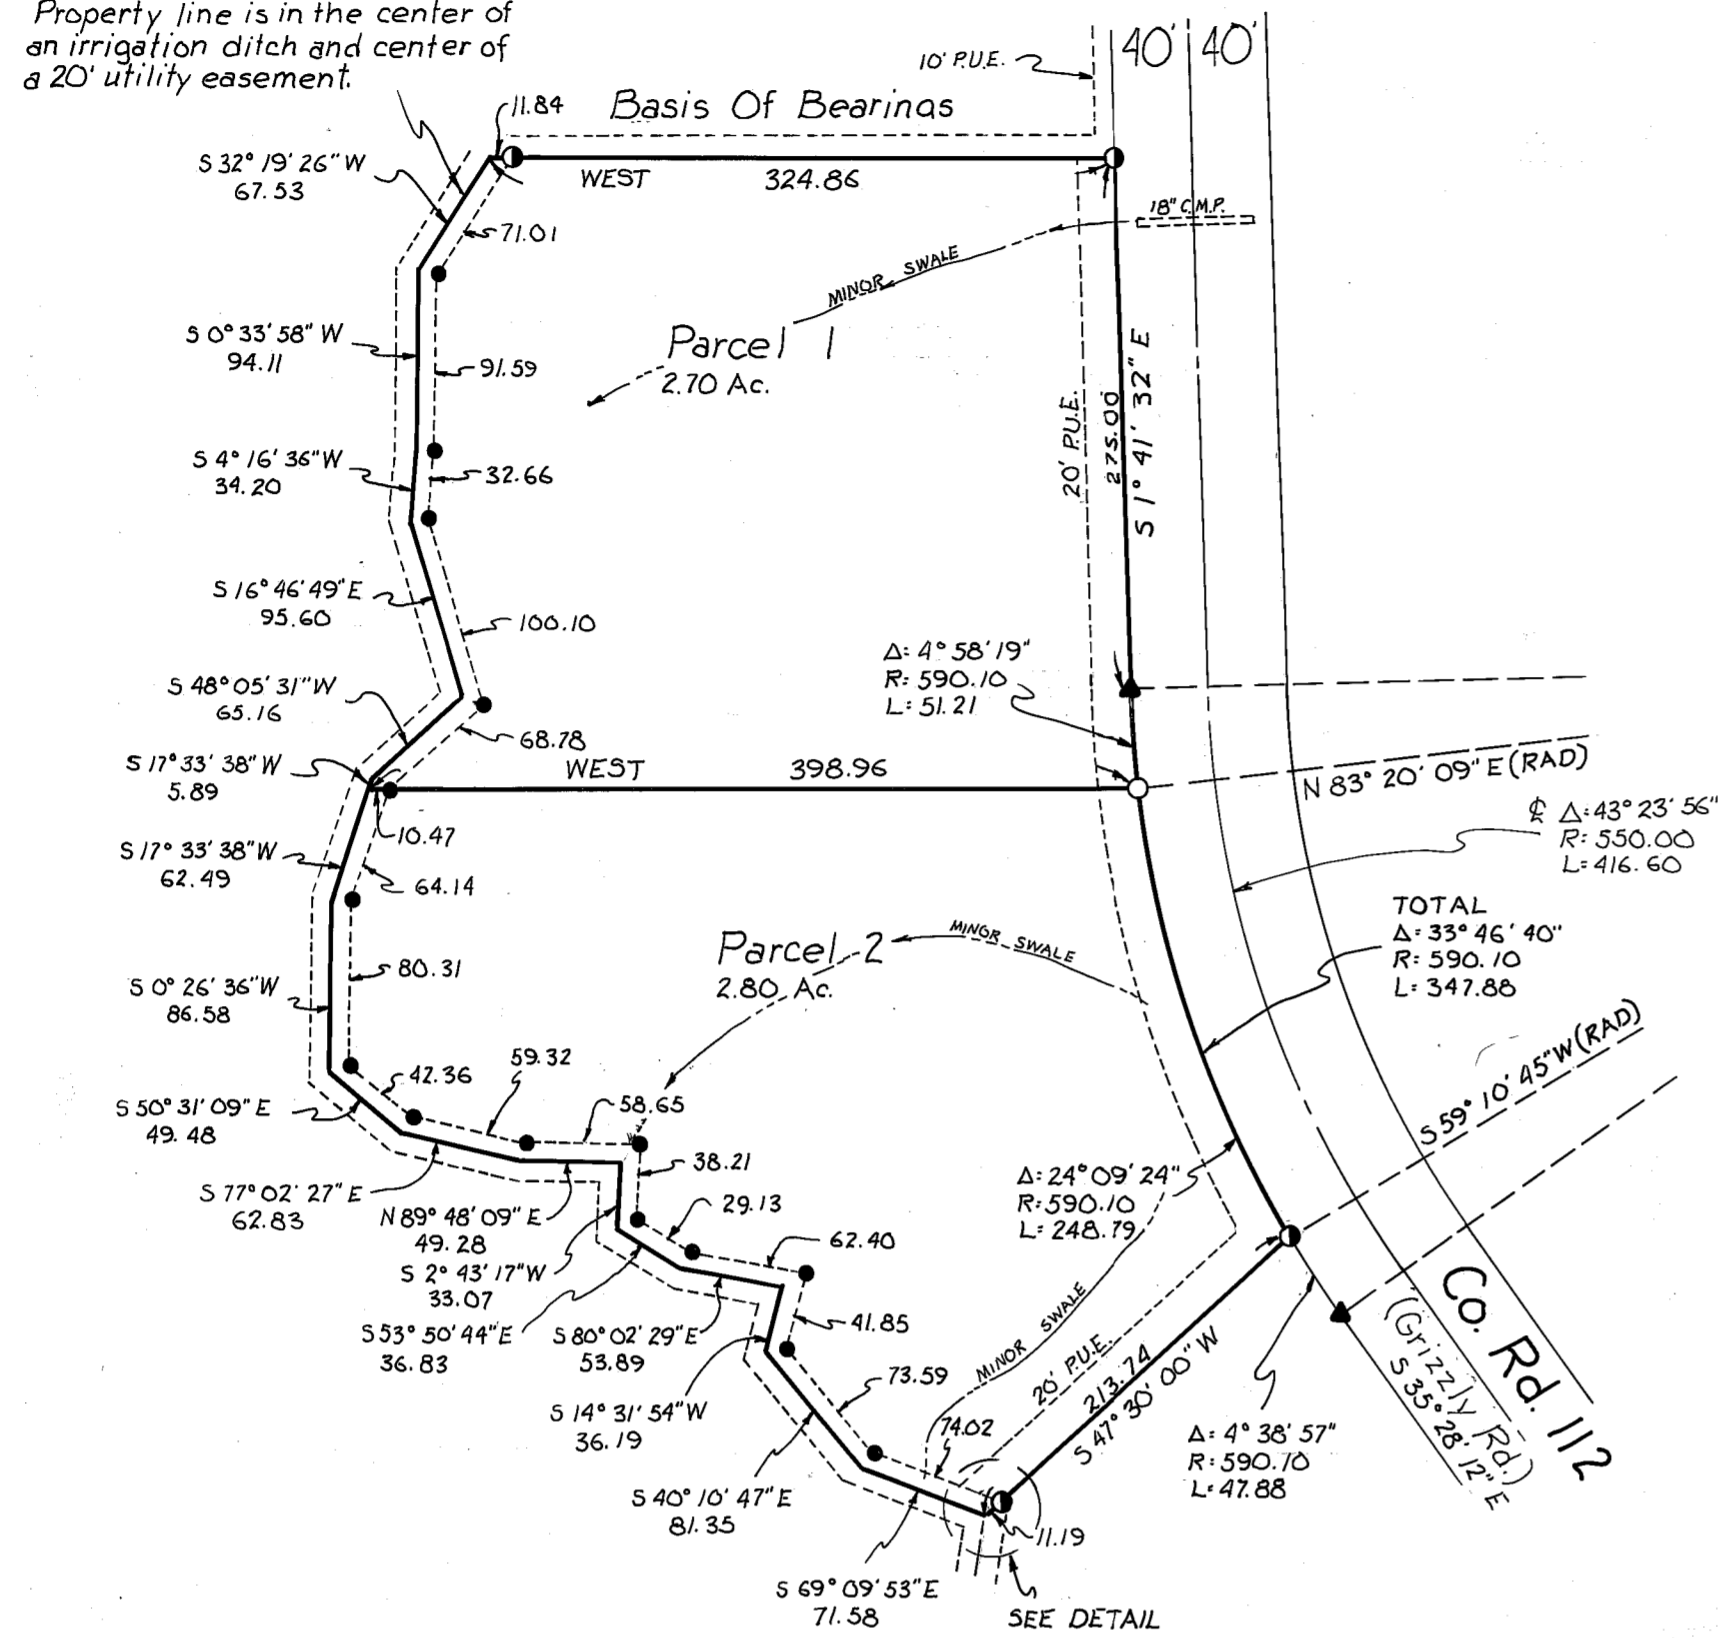 Property line is in the center of
an irrigation ditch and center of
a 20' utility easement.
10' P.U.E.
40' 40'
11.84
Basis Of Bearings
S 32° 19' 26" W
67.53
WEST 324.86
18" C.M.P.
71.01
MINOR SWALE
S 0° 33' 58" W
94.11
91.59
Parcel 1
2.70 Ac.
20' P.U.E.
275.00
S 1° 41' 32" E
S 4° 16' 36" W
34.20
32.66
S 16° 46' 49" E
95.60
100.10
Δ: 4° 58' 19"
R: 590.10
L: 51.21
S 48° 05' 31" W
65.16
68.78
S 17° 33' 38" W
5.89
WEST 398.96
N 83° 20' 09" E (RAD)
10.47
℄ Δ: 43° 23' 56"
R: 550.00
L: 416.60
S 17° 33' 38" W
62.49
64.14
TOTAL
Δ: 33° 46' 40"
R: 590.10
L: 347.88
Parcel 2
2.80 Ac.
MINOR SWALE
80.31
S 0° 26' 36" W
86.58
S 59° 10' 45" W (RAD)
59.32
42.36
58.65
S 50° 31' 09" E
49.48
38.21
S 77° 02' 27" E
62.83
29.13
Δ: 24° 09' 24"
R: 590.10
L: 248.79
N 89° 48' 09" E
49.28
62.40
S 2° 43' 17" W
33.07
S 53° 50' 44" E
36.83
S 80° 02' 29" E
53.89
41.85
MINOR SWALE
20' P.U.E.
213.74
S 47° 30' 00" W
Co. Rd. 112
(Grizzly Rd.)
S 35° 28' 12" E
73.59
S 14° 31' 54" W
36.19
74.02
Δ: 4° 38' 57"
R: 590.10
L: 47.88
S 40° 10' 47" E
81.35
11.19
S 69° 09' 53" E
71.58
SEE DETAIL